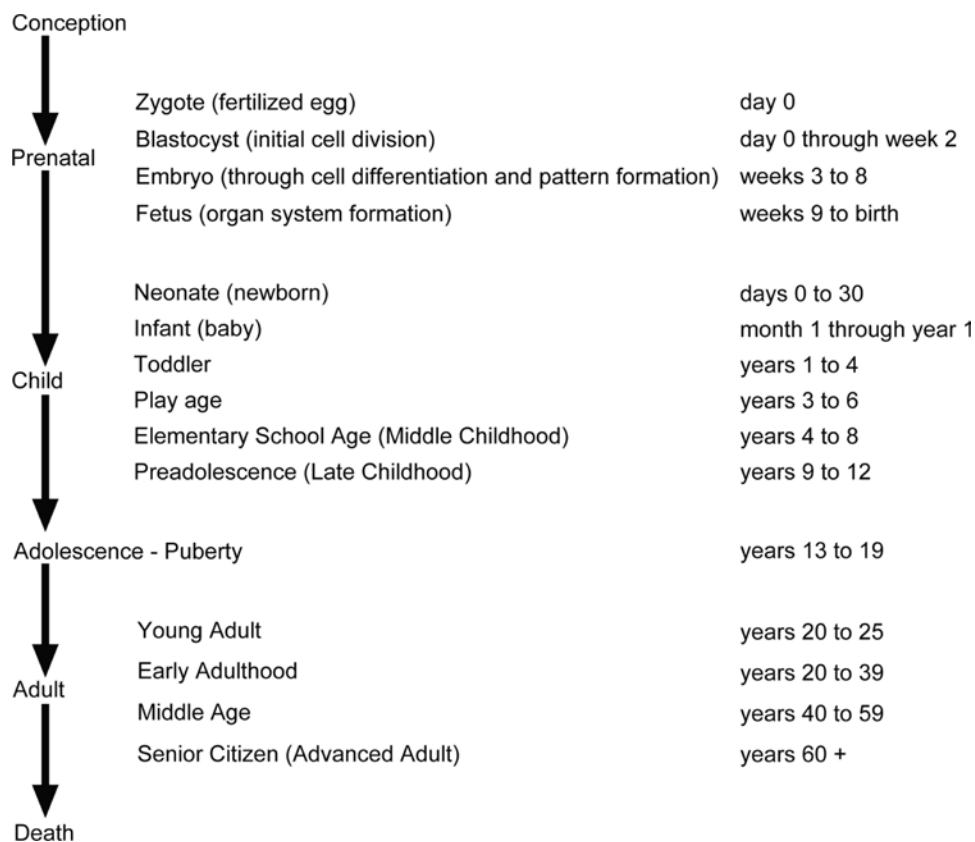 Conception
Zygote (fertilized egg) day 0
Blastocyst (initial cell division) day 0 through week 2
Prenatal
Embryo (through cell differentiation and pattern formation) weeks 3 to 8
Fetus (organ system formation) weeks 9 to birth
Neonate (newborn) days 0 to 30
Infant (baby) month 1 through year 1
Toddler years 1 to 4
Child
Play age years 3 to 6
Elementary School Age (Middle Childhood) years 4 to 8
Preadolescence (Late Childhood) years 9 to 12
Adolescence - Puberty years 13 to 19
Young Adult years 20 to 25
Early Adulthood years 20 to 39
Adult
Middle Age years 40 to 59
Senior Citizen (Advanced Adult) years 60 +
Death